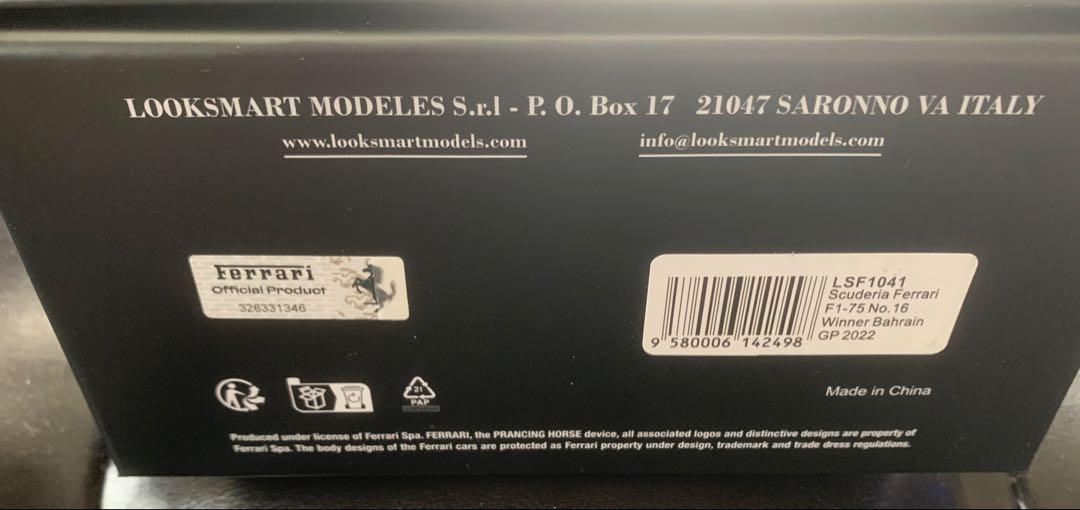 LOOKSMART MODELES S.r.l - P. O. Box 17 21047 SARONNO VA ITALY
www.looksmartmodels.com
info@looksmartmodels.com
Ferrari
Official Product
326331346
LSF1041
Scuderia Ferrari
F1-75 No.16
Winner Bahrain
GP 2022
9 580006 142498
21
PAP
Made in China
Produced under license of Ferrari Spa. FERRARI, the PRANCING HORSE device, all associated logos and distinctive designs are property of
Ferrari Spa. The body designs of the Ferrari cars are protected as Ferrari property under design, trademark and trade dress regulations.